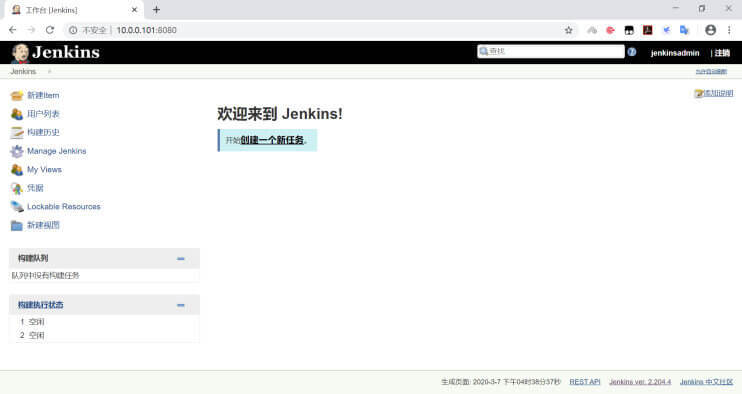 工作台 [Jenkins]
不安全 | 10.0.0.101:8080
Jenkins
查找
jenkinsadmin | 注销
Jenkins
允许自动刷新
新建Item
用户列表
构建历史
Manage Jenkins
My Views
凭据
Lockable Resources
新建视图
添加说明
欢迎来到 Jenkins!
开始创建一个新任务。
构建队列
队列中没有构建任务
构建执行状态
1 空闲
2 空闲
生成页面: 2020-3-7 下午04时38分37秒 REST API Jenkins ver. 2.204.4 Jenkins 中文社区